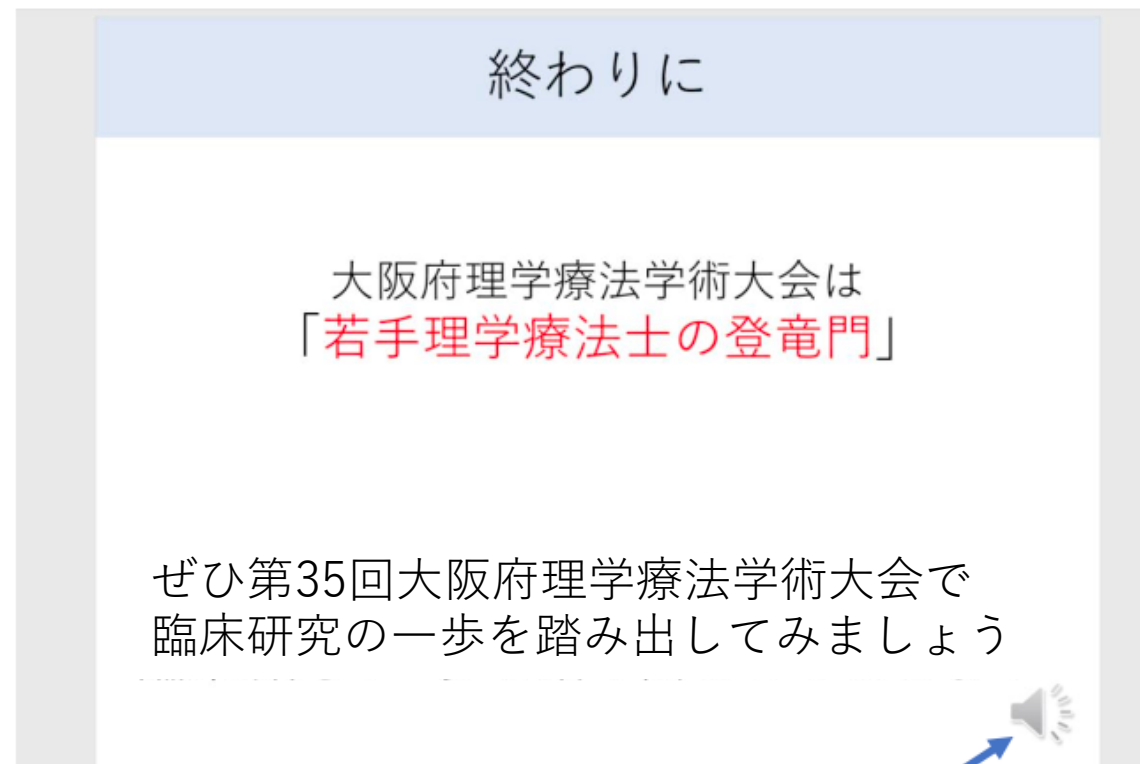 終わりに
大阪府理学療法学術大会は
「若手理学療法士の登竜門」
ぜひ第35回大阪府理学療法学術大会で
臨床研究の一歩を踏み出してみましょう